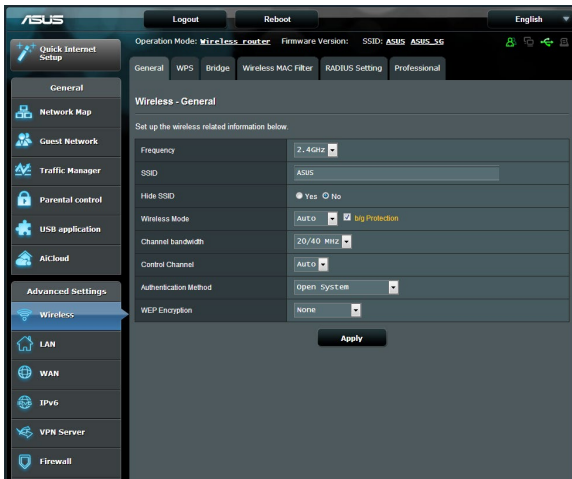 ASUS
Logout
Reboot
English
Quick Internet
Setup
Operation Mode: Wireless router Firmware Version: SSID: ASUS ASUS_5G
General WPS Bridge Wireless MAC Filter RADIUS Setting Professional
General
Network Map
Guest Network
Traffic Manager
Parental control
USB application
AiCloud
Advanced Settings
Wireless
LAN
WAN
IPv6
VPN Server
Firewall
Wireless - General
Set up the wireless related information below.
Frequency 2.4GHz
SSID ASUS
Hide SSID Yes No
Wireless Mode Auto b/g Protection
Channel bandwidth 20/40 MHz
Control Channel Auto
Authentication Method Open System
WEP Encryption None
Apply